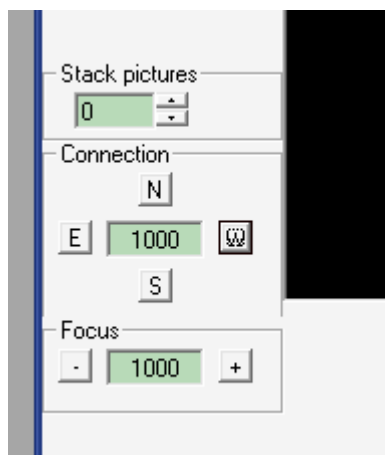 Stack pictures
0
Connection
N
E 1000 W
S
Focus
- 1000 +